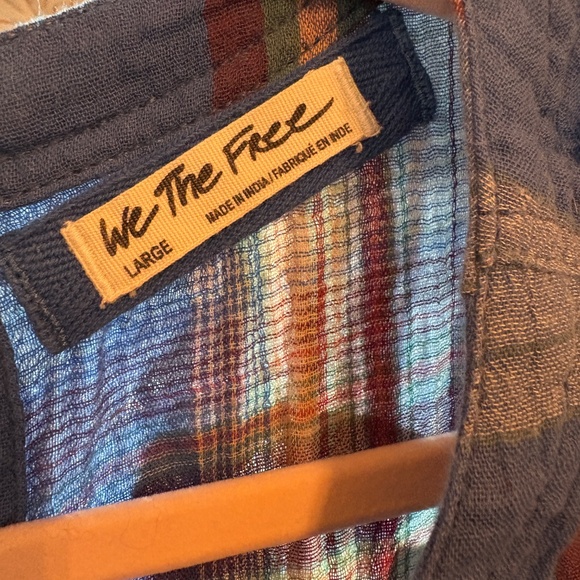 We The Free
LARGE
MADE IN INDIA / FABRIQUÉ EN INDE